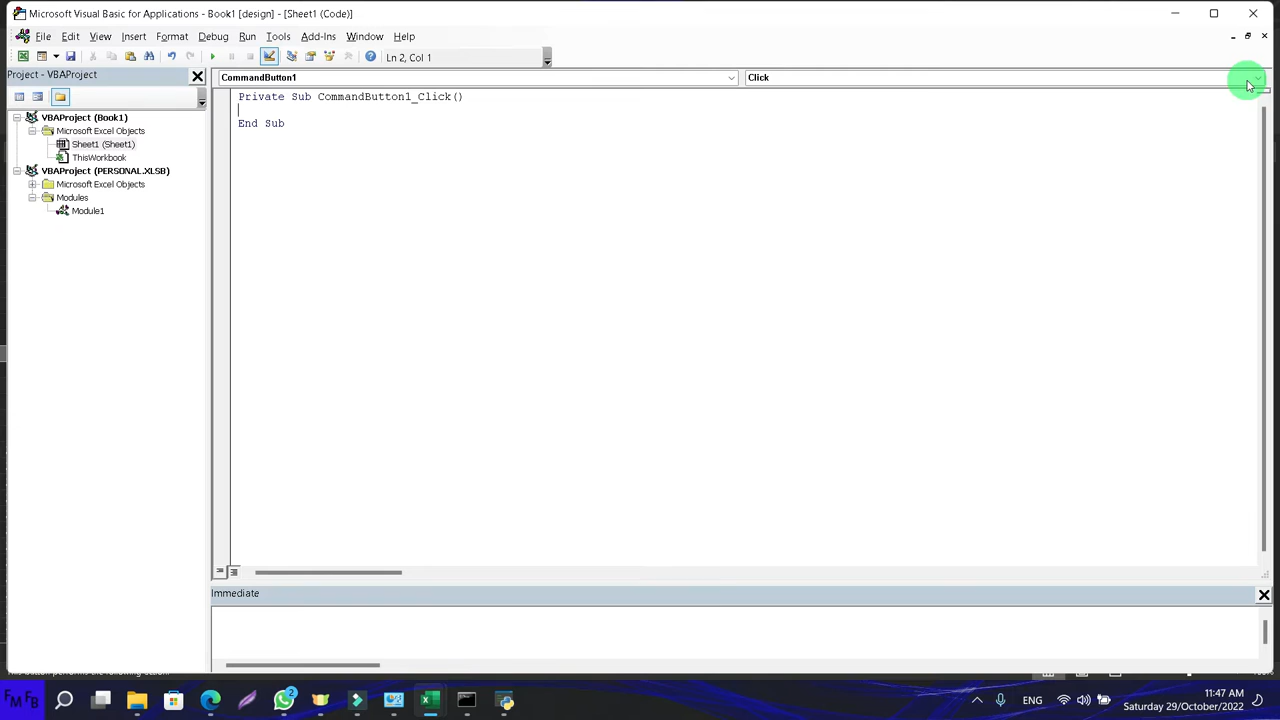 Microsoft Visual Basic for Applications - Book1 [design] - [Sheet1 (Code)]
File Edit View Insert Format Debug Run Tools Add-Ins Window Help
Ln 2, Col 1
Project - VBAProject
CommandButton1
Click
VBAProject (Book1)
Microsoft Excel Objects
Sheet1 (Sheet1)
ThisWorkbook
VBAProject (PERSONAL.XLSB)
Microsoft Excel Objects
Modules
Module1
Private Sub CommandButton1_Click()
End Sub
Immediate
FMFB
2
ENG
11:47 AM
Saturday 29/October/2022